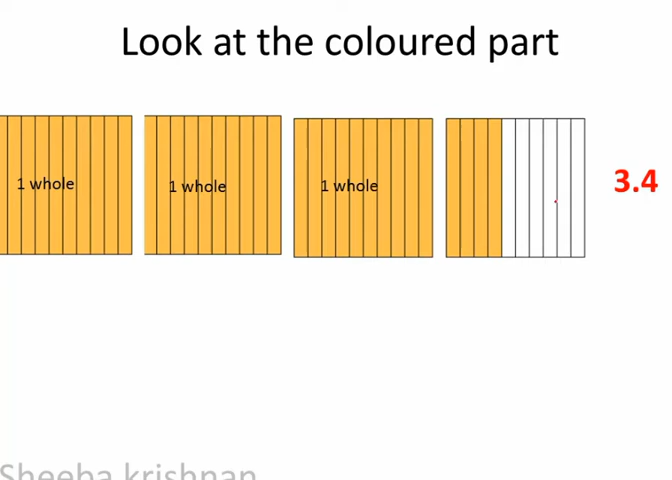 Look at the coloured part
1 whole
1 whole
1 whole
3.4
Sheeba krishnan